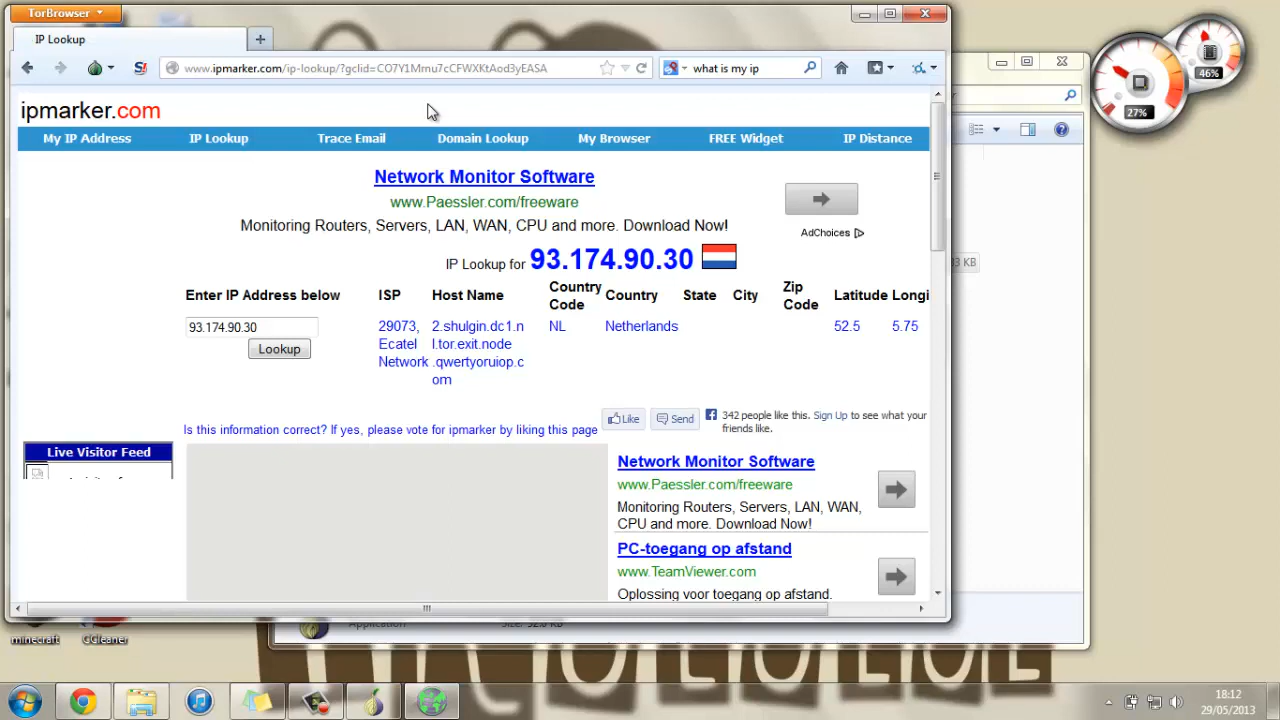 TorBrowser
IP Lookup
www.ipmarker.com/ip-lookup/?gclid=CO7Y1Mrnu7cCFWXKtAod3yEASA
what is my ip
46%
27%
ipmarker.com
My IP Address IP Lookup Trace Email Domain Lookup My Browser FREE Widget IP Distance
Network Monitor Software
www.Paessler.com/freeware
Monitoring Routers, Servers, LAN, WAN, CPU and more. Download Now!
AdChoices
IP Lookup for 93.174.90.30
3 KB
Enter IP Address below ISP Host Name Country Code Country State City Zip Code Latitude Longi
93.174.90.30
Lookup
29073,
Ecatel
Network
2.shulgin.dc1.n
l.tor.exit.node
.qwertyoruiop.c
om
NL Netherlands 52.5 5.75
Like Send 342 people like this. Sign Up to see what your
friends like.
Is this information correct? If yes, please vote for ipmarker by liking this page
Live Visitor Feed
Network Monitor Software
www.Paessler.com/freeware
Monitoring Routers, Servers, LAN, WAN,
CPU and more. Download Now!
PC-toegang op afstand
www.TeamViewer.com
Oplossing voor toegang op afstand.
Application
minecraft CCleaner
18:12
29/05/2013